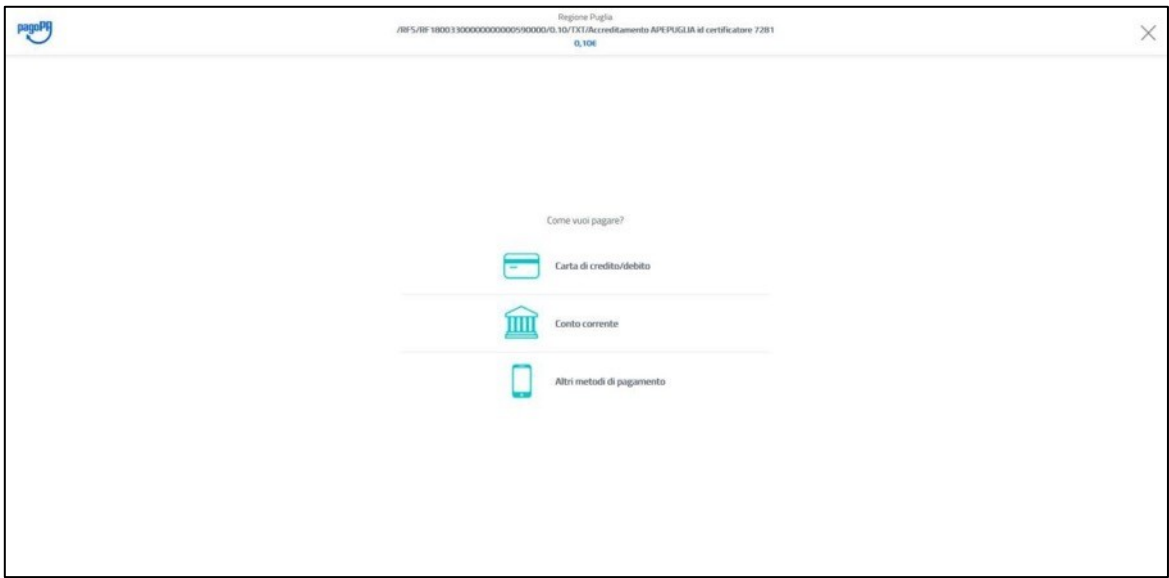 pagoPA
Regione Puglia
/RFS/RF18003300000000000590000/0.10/TXT/Accreditamento APEPUGLIA id certificatore 7281
0,10€
Come vuoi pagare?
Carta di credito/debito
Conto corrente
Altri metodi di pagamento